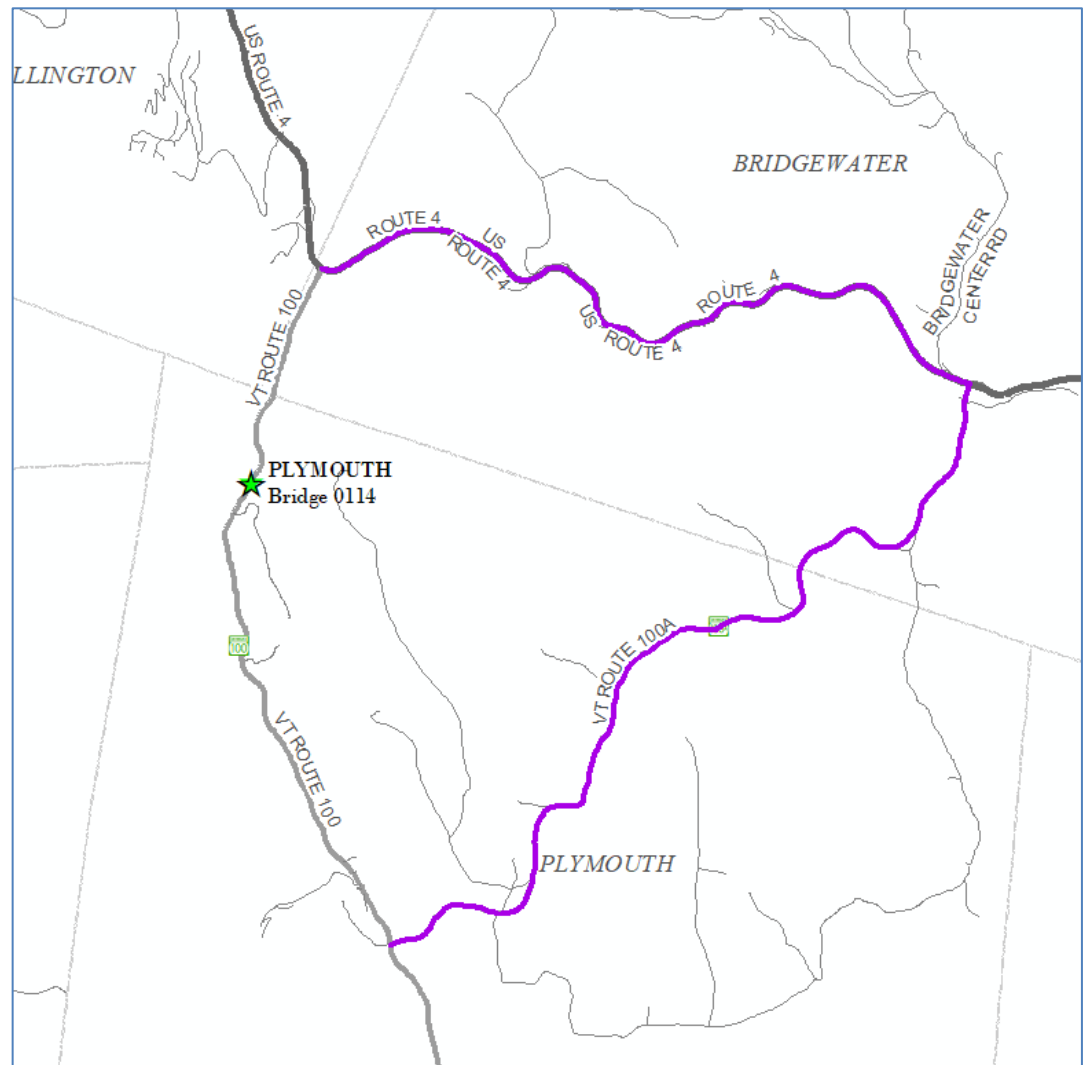 US ROUTE 4
LLINGTON
BRIDGEWATER
ROUTE 4
US
ROUTE 4
BRIDGEWATER
CENTER RD
ROUTE 4
US ROUTE 4
VT ROUTE 100
PLYMOUTH
Bridge 0114
100
VT ROUTE 100A
VT ROUTE 100
PLYMOUTH